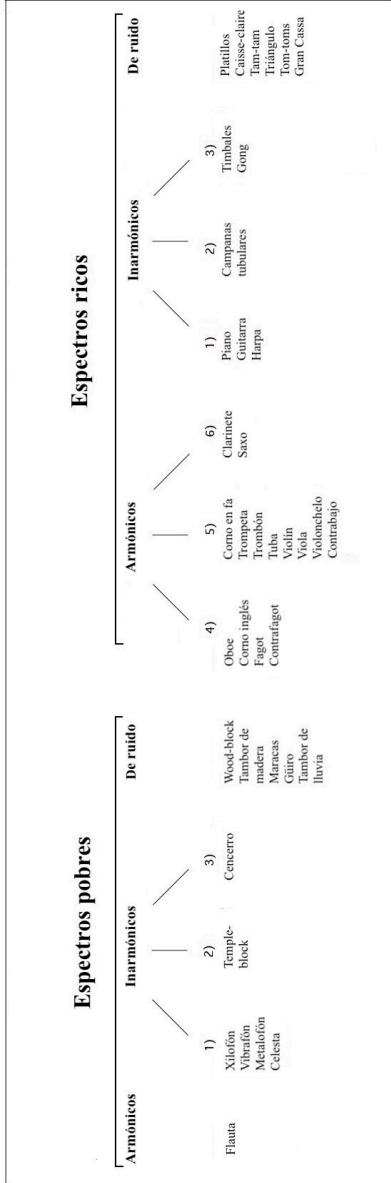 Espectros pobres
Armónicos
Flauta
Inarmónicos
1)
Xilofón
Vibrafón
Metalofón
Celesta
2)
Temple-
block
3)
Cencerro
De ruido
Wood-block
Tambor de
madera
Maracas
Güiro
Tambor de
lluvia
Espectros ricos
Armónicos
4)
Oboe
Corno inglés
Fagot
Contrafagot
5)
Corno en fa
Trompeta
Trombón
Tuba
Violín
Viola
Violonchelo
Contrabajo
6)
Clarinete
Saxo
Inarmónicos
1)
Piano
Guitarra
Harpa
2)
Campanas
tubulares
3)
Timbales
Gong
De ruido
Platillos
Caisse-claire
Tam-tam
Triángulo
Tom-toms
Gran Cassa